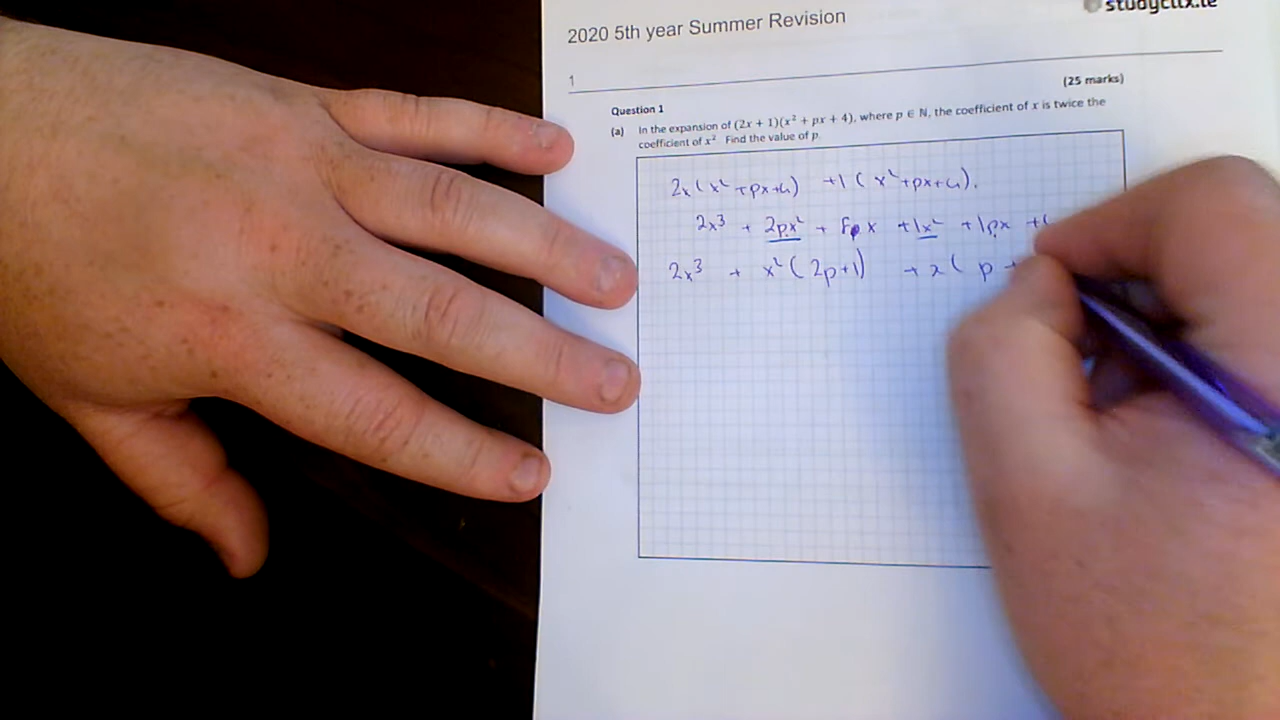 studyclix.ie
2020 5th year Summer Revision
1
(25 marks)
Question 1
(a) In the expansion of (2x + 1)(x² + px + 4), where p ∈ ℕ, the coefficient of x is twice the
coefficient of x² Find the value of p.
2x(x²+px+4) +1(x²+px+4).
2x³ + 2px² + 8px +1x² +1px +
2x³ + x²(2p+1) +x(p +